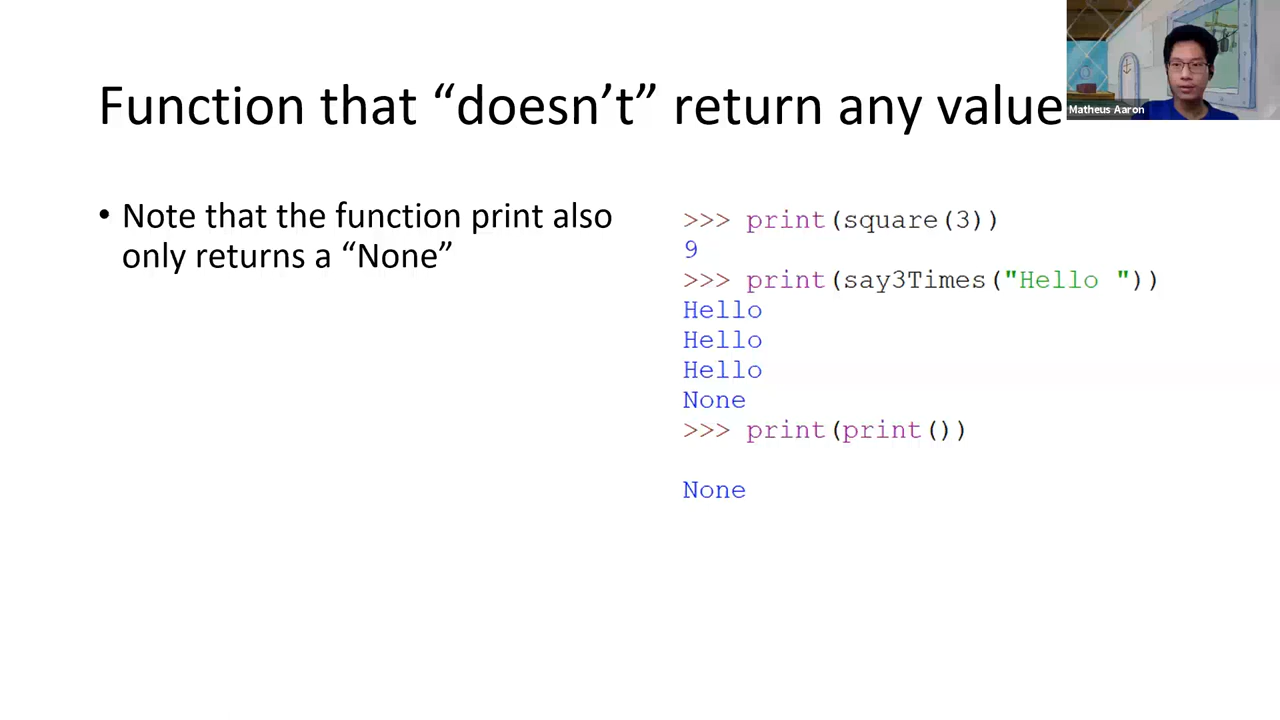 Function that “doesn’t” return any value
Matheus Aaron
• Note that the function print also
only returns a “None”
>>> print(square(3))
9
>>> print(say3Times("Hello "))
Hello
Hello
Hello
None
>>> print(print())
None